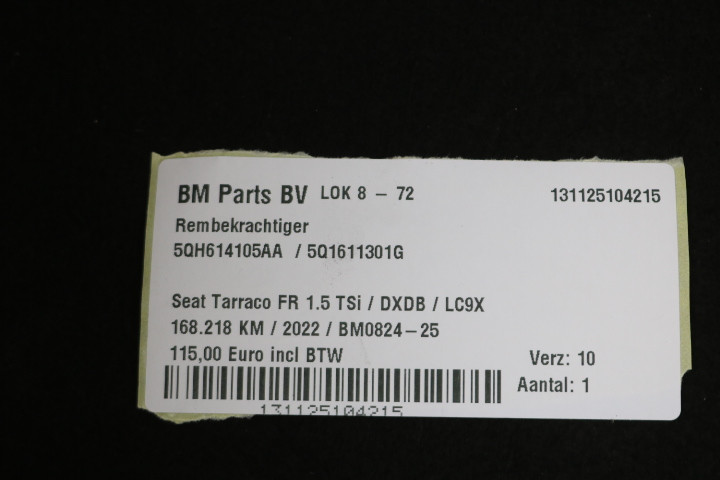 BM Parts BV LOK 8 - 72 131125104215
Rembekrachtiger
5QH614105AA / 5Q1611301G
Seat Tarraco FR 1.5 TSi / DXDB / LC9X
168.218 KM / 2022 / BM0824-25
115,00 Euro incl BTW Verz: 10
Aantal: 1
131125104215